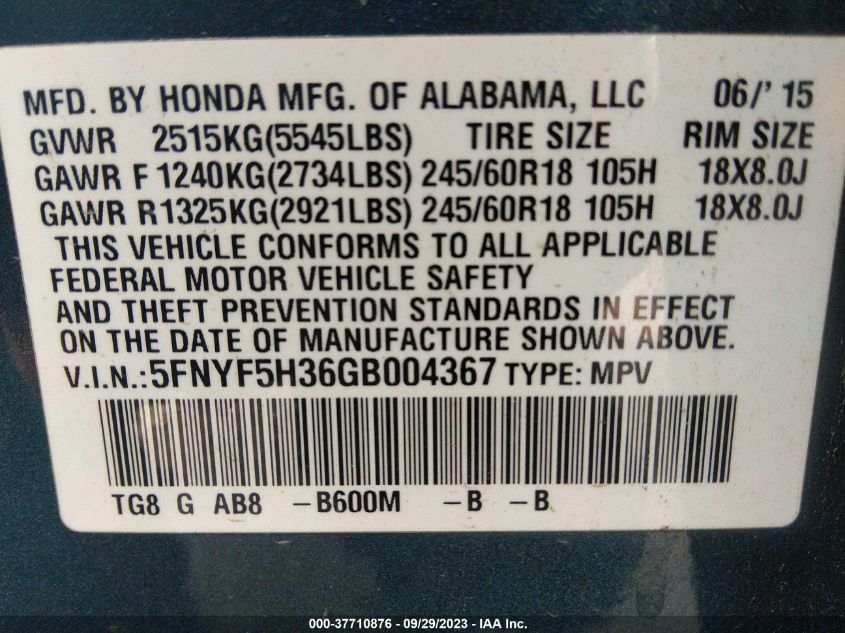 MFD. BY HONDA MFG. OF ALABAMA, LLC 06/' 15
GVWR 2515KG(5545LBS) TIRE SIZE RIM SIZE
GAWR F 1240KG(2734LBS) 245/60R18 105H 18X8.0J
GAWR R1325KG(2921LBS) 245/60R18 105H 18X8.0J
THIS VEHICLE CONFORMS TO ALL APPLICABLE
FEDERAL MOTOR VEHICLE SAFETY
AND THEFT PREVENTION STANDARDS IN EFFECT
ON THE DATE OF MANUFACTURE SHOWN ABOVE.
V.I.N.:5FNYF5H36GB004367 TYPE: MPV
TG8 G AB8 -B600M -B -B
000-37710876 - 09/29/2023 - IAA Inc.